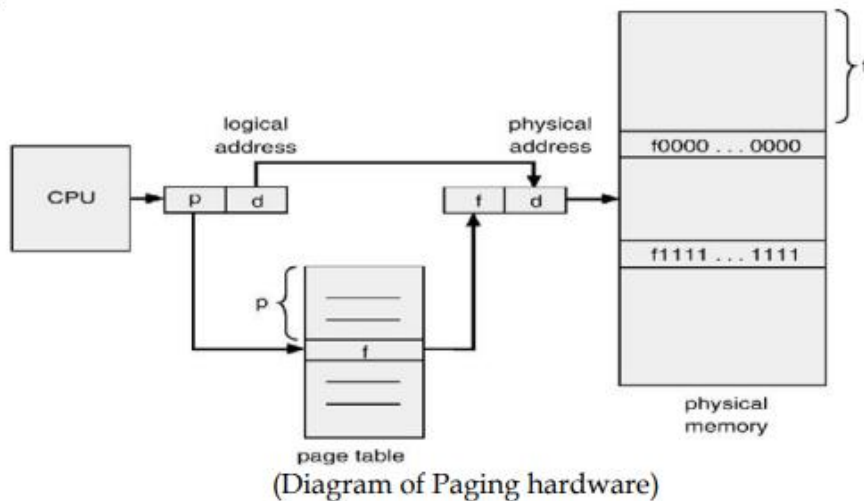 logical
address
physical
address
f
f0000 . . . 0000
CPU
p
d
f
d
f1111 . . . 1111
p
f
physical
memory
page table
(Diagram of Paging hardware)